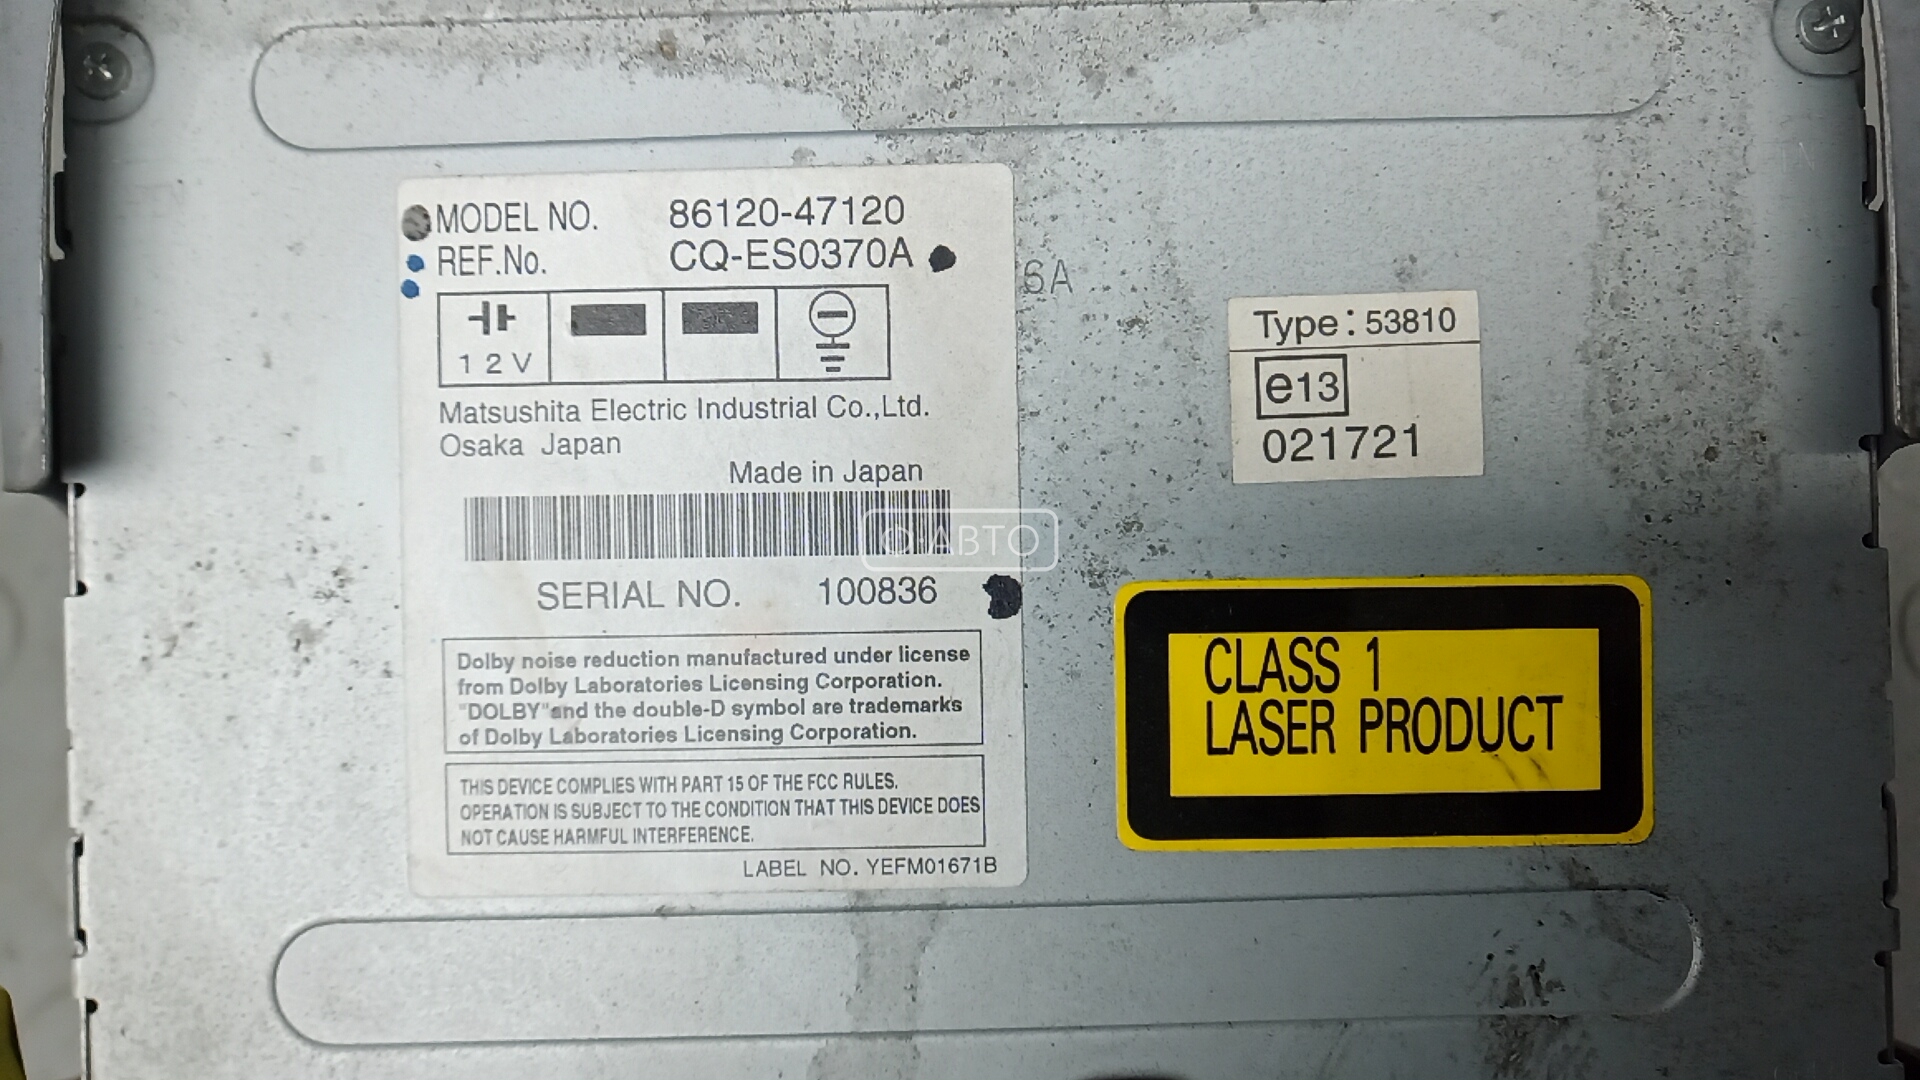 MODEL NO. 86120-47120
REF.No. CQ-ES0370A
12V
Matsushita Electric Industrial Co.,Ltd.
Osaka Japan
Made in Japan
SERIAL NO. 100836
Dolby noise reduction manufactured under license
from Dolby Laboratories Licensing Corporation.
"DOLBY"and the double-D symbol are trademarks
of Dolby Laboratories Licensing Corporation.
THIS DEVICE COMPLIES WITH PART 15 OF THE FCC RULES.
OPERATION IS SUBJECT TO THE CONDITION THAT THIS DEVICE DOES
NOT CAUSE HARMFUL INTERFERENCE.
LABEL NO. YEFM01671B
6A
Type: 53810
e13
021721
CLASS 1
LASER PRODUCT